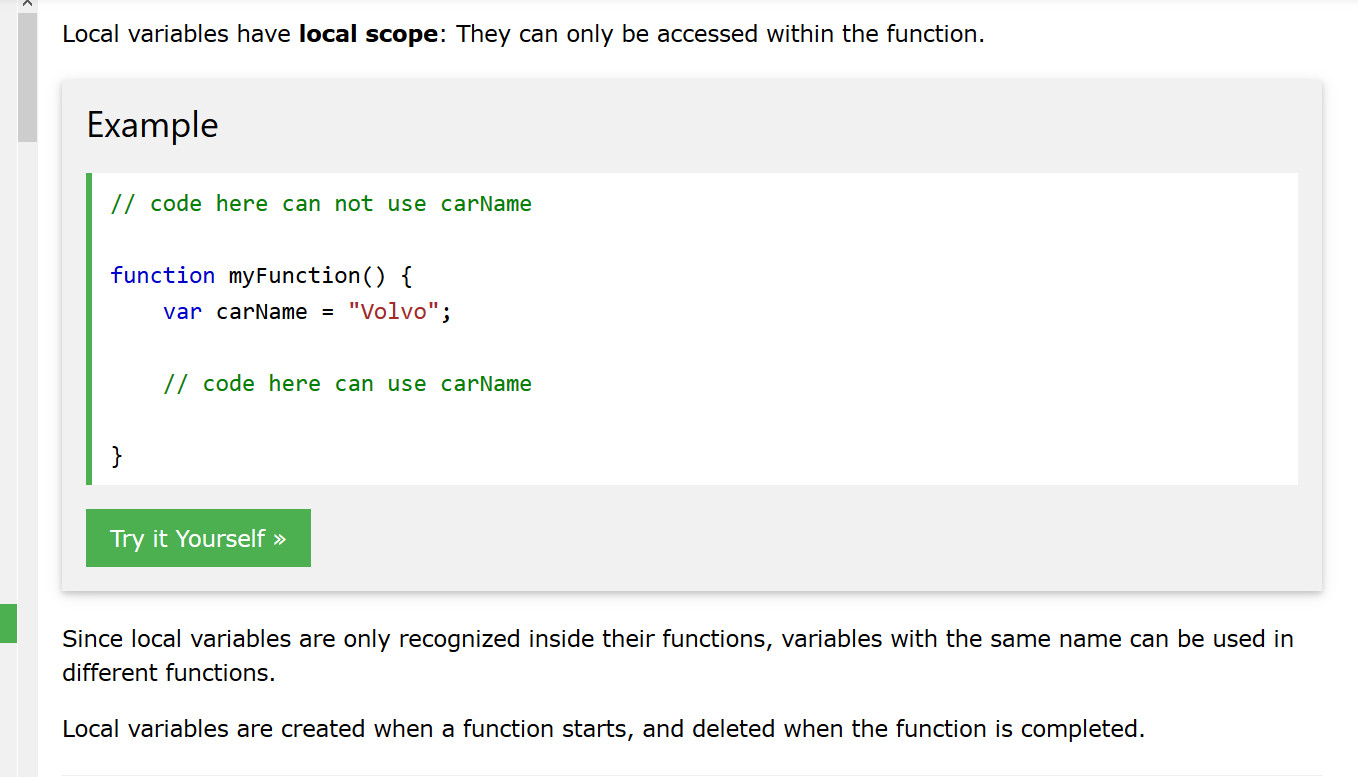 Local variables have local scope: They can only be accessed within the function.
Example
// code here can not use carName
function myFunction() {
    var carName = "Volvo";
    // code here can use carName
}
Try it Yourself »
Since local variables are only recognized inside their functions, variables with the same name can be used in
different functions.
Local variables are created when a function starts, and deleted when the function is completed.